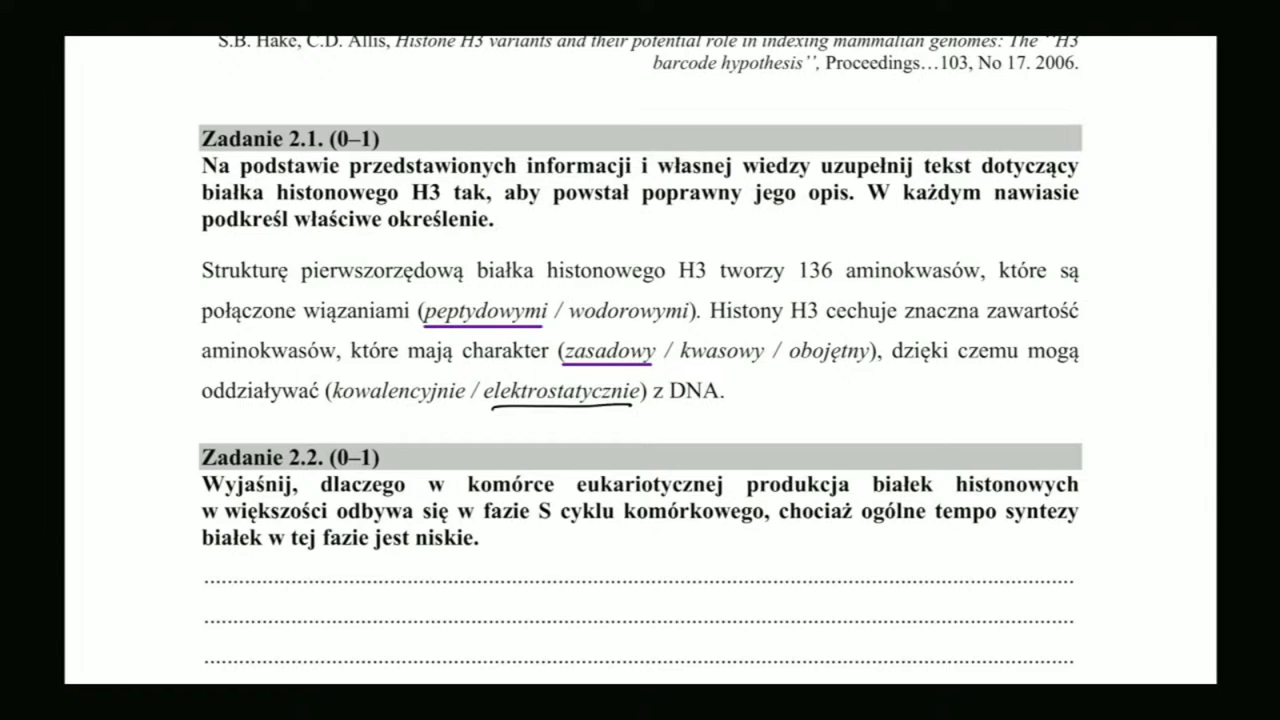 S.B. Hake, C.D. Allis, Histone H3 variants and their potential role in indexing mammalian genomes: The ''H3
barcode hypothesis'', Proceedings…103, No 17. 2006.
Zadanie 2.1. (0–1)
Na podstawie przedstawionych informacji i własnej wiedzy uzupełnij tekst dotyczący
białka histonowego H3 tak, aby powstał poprawny jego opis. W każdym nawiasie
podkreśl właściwe określenie.
Strukturę pierwszorzędową białka histonowego H3 tworzy 136 aminokwasów, które są
połączone wiązaniami (peptydowymi / wodorowymi). Histony H3 cechuje znaczna zawartość
aminokwasów, które mają charakter (zasadowy / kwasowy / obojętny), dzięki czemu mogą
oddziaływać (kowalencyjnie / elektrostatycznie) z DNA.
Zadanie 2.2. (0–1)
Wyjaśnij, dlaczego w komórce eukariotycznej produkcja białek histonowych
w większości odbywa się w fazie S cyklu komórkowego, chociaż ogólne tempo syntezy
białek w tej fazie jest niskie.